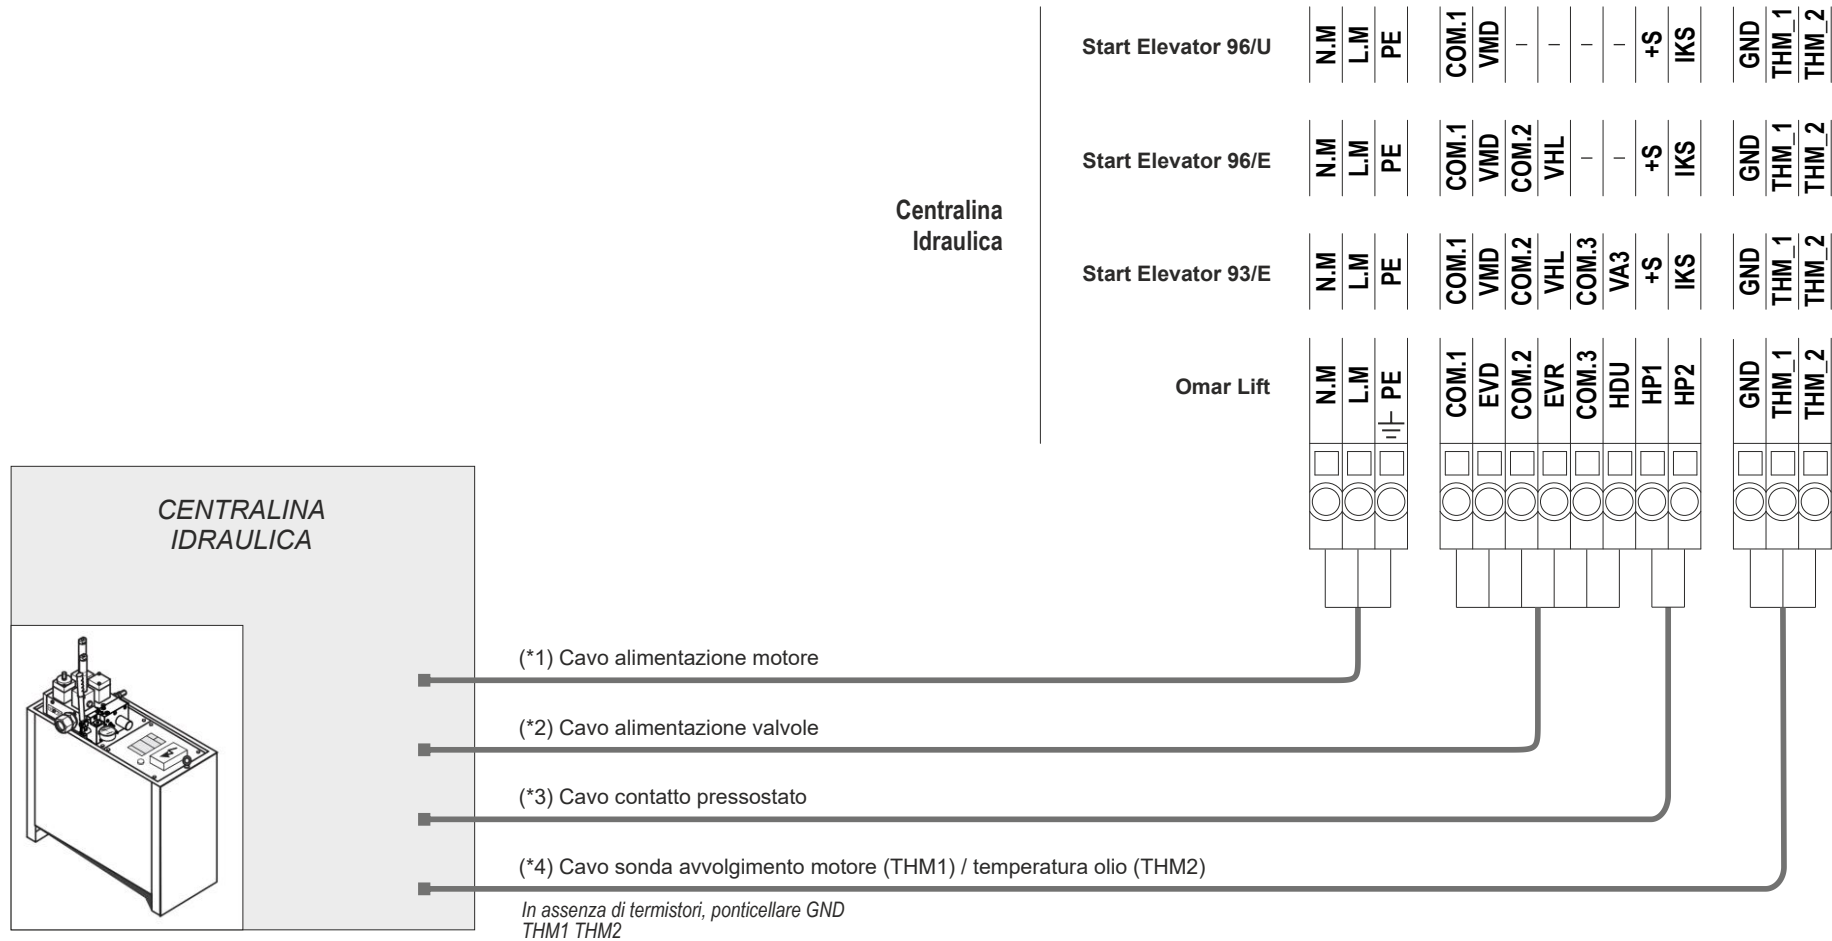 Start Elevator 96/U N.M L.M PE COM.1 VMD – – – – +S IKS GND THM_1 THM_2
Start Elevator 96/E N.M L.M PE COM.1 VMD COM.2 VHL – – +S IKS GND THM_1 THM_2
Centralina
Idraulica
Start Elevator 93/E N.M L.M PE COM.1 VMD COM.2 VHL COM.3 VA3 +S IKS GND THM_1 THM_2
Omar Lift N.M L.M PE COM.1 EVD COM.2 EVR COM.3 HDU HP1 HP2 GND THM_1 THM_2
CENTRALINA
IDRAULICA
(*1) Cavo alimentazione motore
(*2) Cavo alimentazione valvole
(*3) Cavo contatto pressostato
(*4) Cavo sonda avvolgimento motore (THM1) / temperatura olio (THM2)
In assenza di termistori, ponticellare GND
THM1 THM2